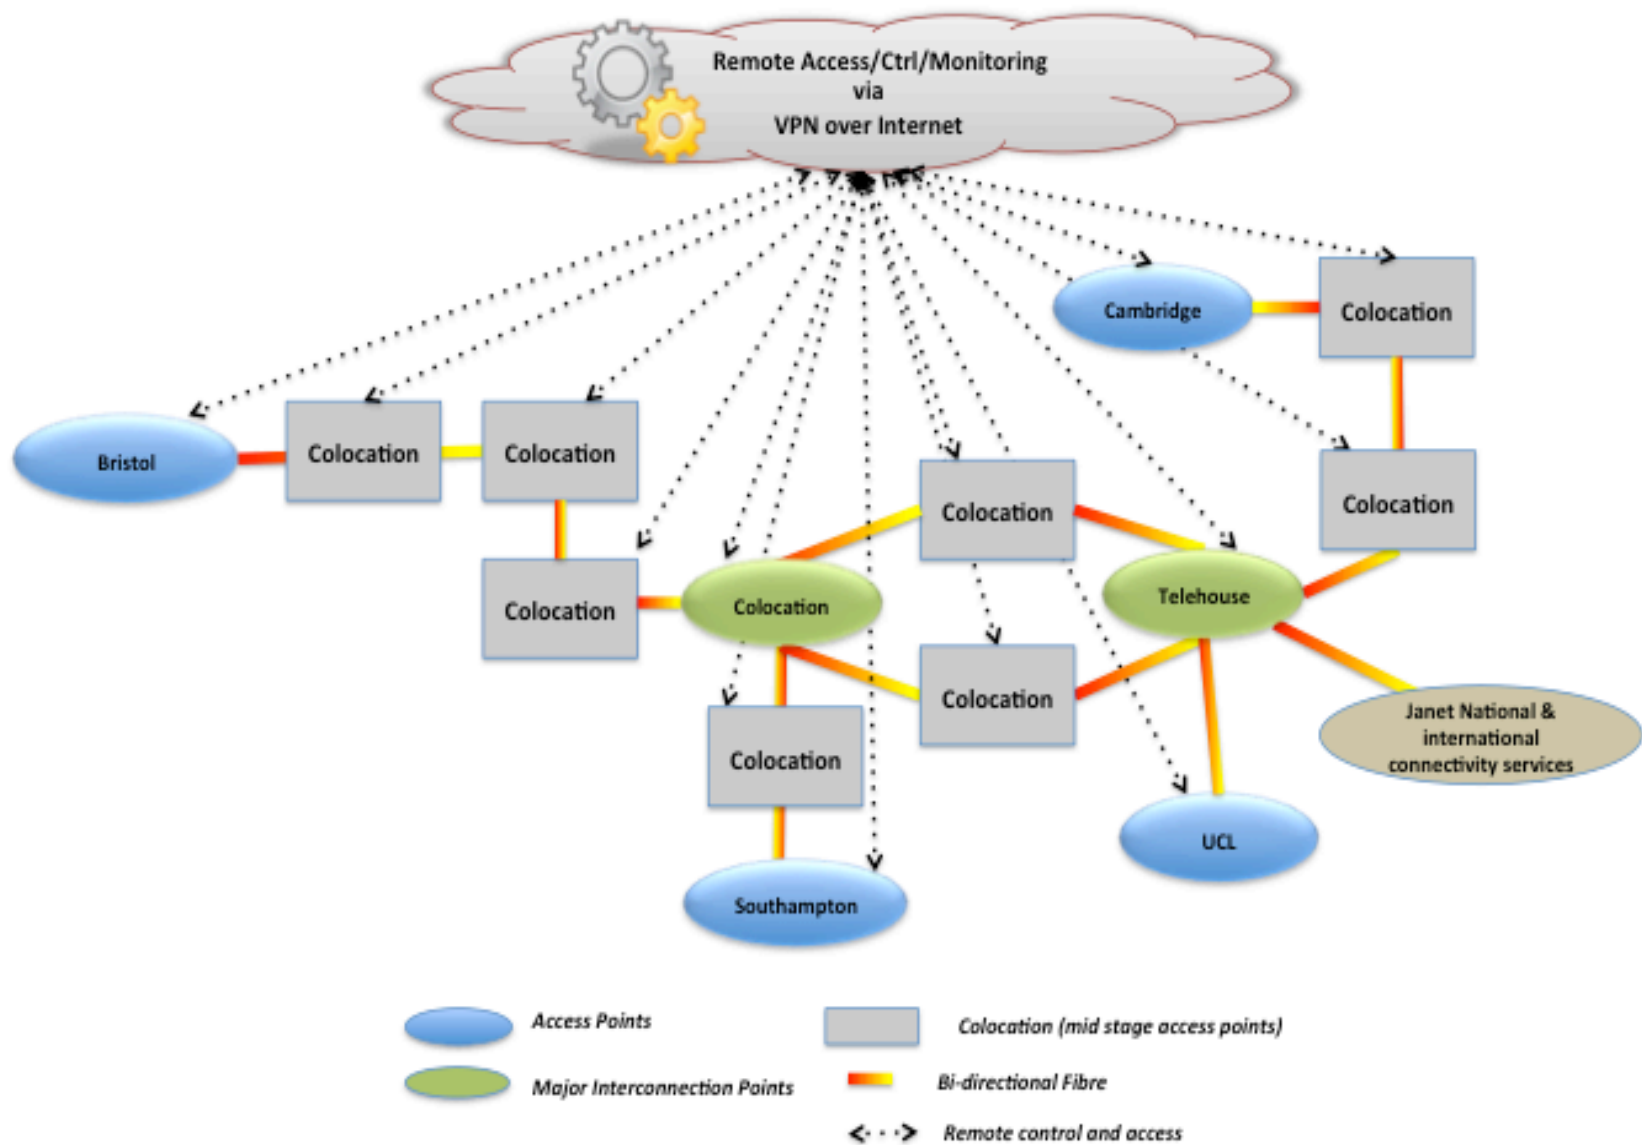 Remote Access/Ctrl/Monitoring
via
VPN over Internet
Cambridge
Colocation
Bristol
Colocation
Colocation
Colocation
Colocation
Colocation
Colocation
Telehouse
Colocation
Colocation
Janet National &
international
connectivity services
Colocation
UCL
Southampton
Access Points
Colocation (mid stage access points)
Major Interconnection Points
Bi-directional Fibre
Remote control and access